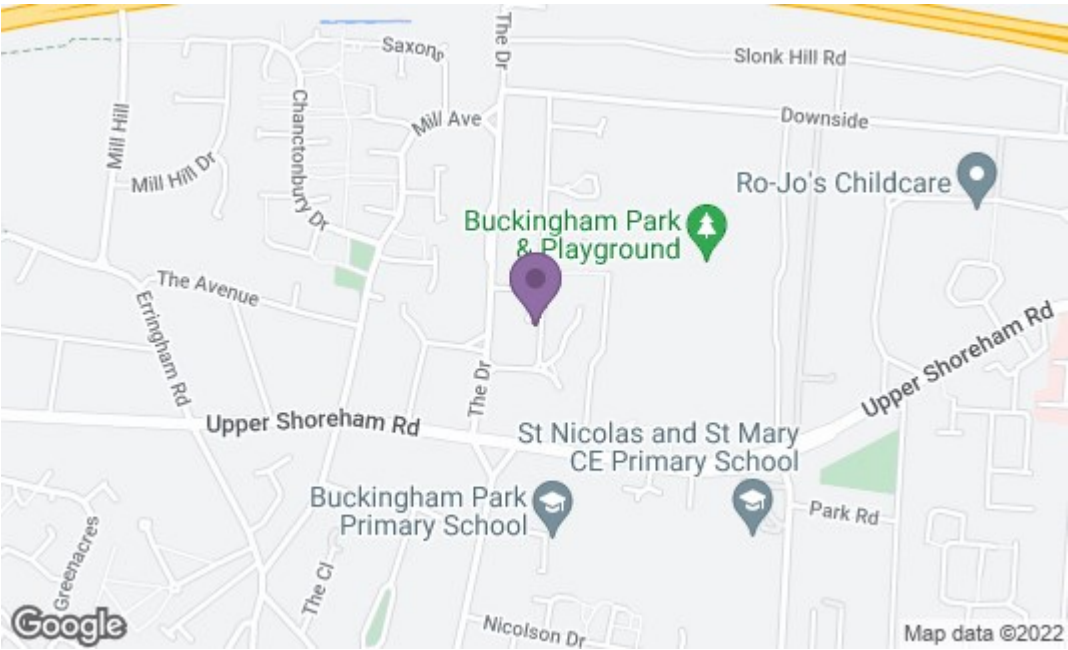 The Dr
Saxons
Slonk Hill Rd
Mill Hill
Chanctonbury Dr
Mill Ave
Downside
Mill Hill Dr
Ro-Jo's Childcare
Buckingham Park
& Playground
The Avenue
Erringham Rd
Upper Shoreham Rd
The Dr
Upper Shoreham Rd
St Nicolas and St Mary
CE Primary School
Buckingham Park
Primary School
Park Rd
Greenacres
The Cl
Nicolson Dr
Google
Map data ©2022